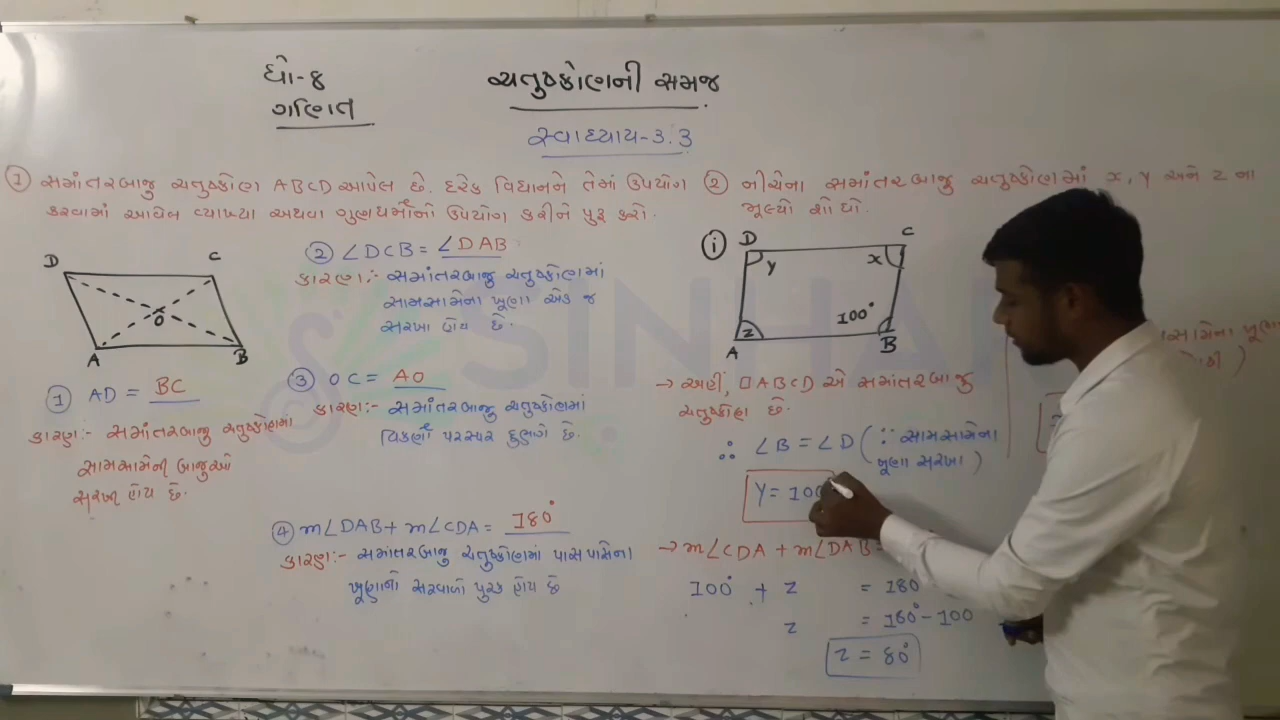 ધો-8
ગણિત
ચતુષ્કોણની સમજ
સ્વાધ્યાય-3.3
① સમાંતરબાજુ ચતુષ્કોણ ABCD આપેલ છે. દરેક વિધાનને તેમાં ઉપયોગ
કરવામાં આવેલ વ્યાખ્યા અથવા ગુણધર્મોનો ઉપયોગ કરીને પુરૂ કરો.
D
C
O
A
B
① AD = BC
કારણ:- સમાંતરબાજુ ચતુષ્કોણમાં
સામસામેની બાજુઓ
સરખી હોય છે.
② ∠DCB = ∠DAB
કારણ:- સમાંતરબાજુ ચતુષ્કોણમાં
સામસામેના ખૂણા એક જ
સરખા હોય છે.
③ OC = AO
કારણ:- સમાંતરબાજુ ચતુષ્કોણમાં
વિકર્ણો પરસ્પર દુભાગે છે.
④ m∠DAB + m∠CDA = 180°
કારણ:- સમાંતરબાજુ ચતુષ્કોણમાં પાસપાસેના
ખૂણાનો સરવાળો પુરક હોય છે
② નીચેના સમાંતરબાજુ ચતુષ્કોણમાં x, y અને z ના
મૂલ્યો શોધો.
i
D
C
y
x
100°
z
A
B
→ અહીં, □ABCD એ સમાંતરબાજુ
ચતુષ્કોણ છે.
∴ ∠B = ∠D (∵ સામસામેના
ખૂણા સરખા)
y = 100
→ m∠CDA + m∠DAB =
100° + z = 180
z = 180° - 100
z = 80°
SINHAI